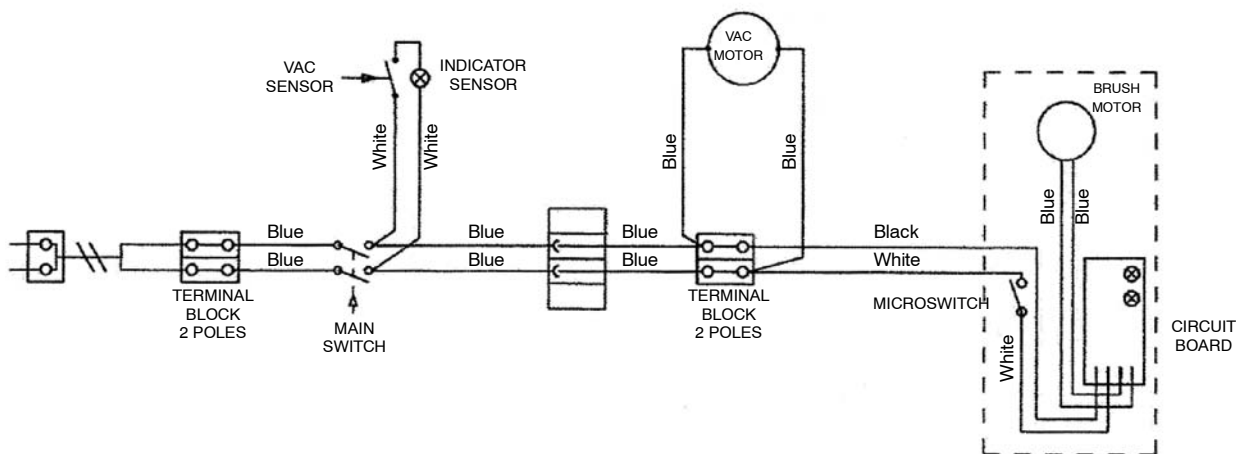 VAC
MOTOR
VAC
SENSOR
INDICATOR
SENSOR
BRUSH
MOTOR
White
White
Blue
Blue
Blue
Blue
Blue
Blue
Blue
Black
Blue
Blue
Blue
White
TERMINAL
BLOCK
2 POLES
MAIN
SWITCH
TERMINAL
BLOCK
2 POLES
MICROSWITCH
CIRCUIT
BOARD
White